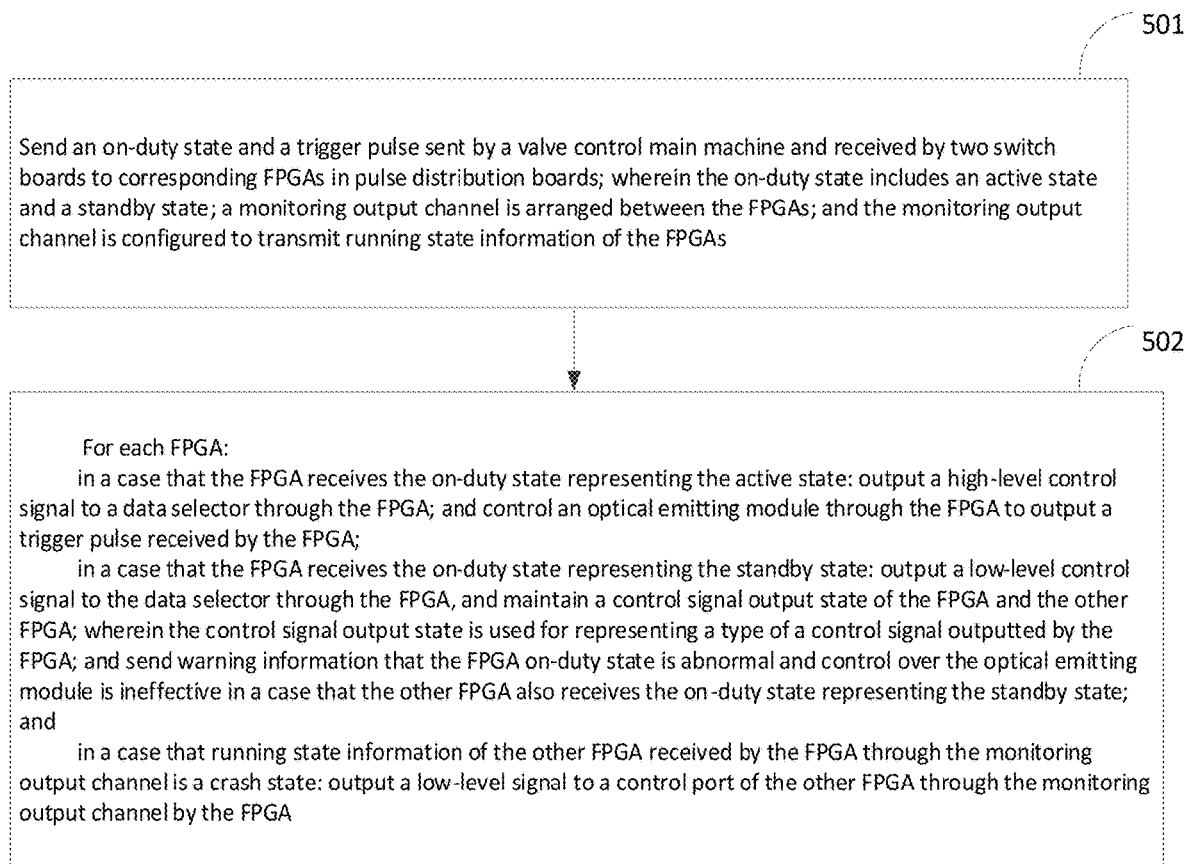 501
Send an on-duty state and a trigger pulse sent by a valve control main machine and received by two switch
boards to corresponding FPGAs in pulse distribution boards; wherein the on-duty state includes an active state
and a standby state; a monitoring output channel is arranged between the FPGAs; and the monitoring output
channel is configured to transmit running state information of the FPGAs
502
For each FPGA:
in a case that the FPGA receives the on-duty state representing the active state: output a high-level control
signal to a data selector through the FPGA; and control an optical emitting module through the FPGA to output a
trigger pulse received by the FPGA;
in a case that the FPGA receives the on-duty state representing the standby state: output a low-level control
signal to the data selector through the FPGA, and maintain a control signal output state of the FPGA and the other
FPGA; wherein the control signal output state is used for representing a type of a control signal outputted by the
FPGA; and send warning information that the FPGA on-duty state is abnormal and control over the optical emitting
module is ineffective in a case that the other FPGA also receives the on-duty state representing the standby state;
and
in a case that running state information of the other FPGA received by the FPGA through the monitoring
output channel is a crash state: output a low-level signal to a control port of the other FPGA through the monitoring
output channel by the FPGA